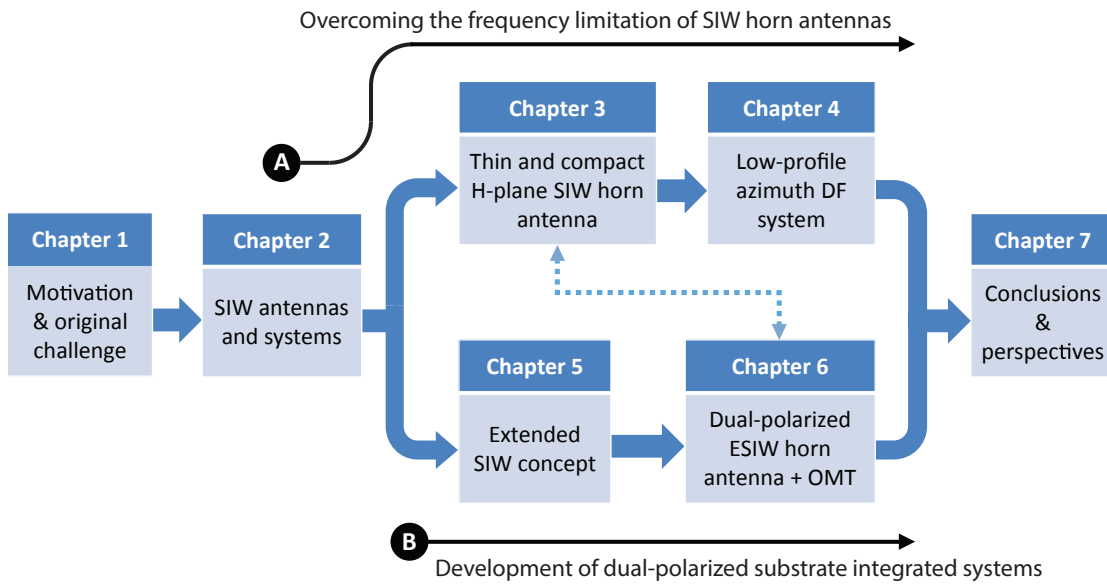 Overcoming the frequency limitation of SIW horn antennas
A
Chapter 3
Thin and compact
H-plane SIW horn
antenna
Chapter 4
Low-profile
azimuth DF
system
Chapter 1
Motivation
& original
challenge
Chapter 2
SIW antennas
and systems
Chapter 7
Conclusions
&
perspectives
Chapter 5
Extended
SIW concept
Chapter 6
Dual-polarized
ESIW horn
antenna + OMT
B
Development of dual-polarized substrate integrated systems